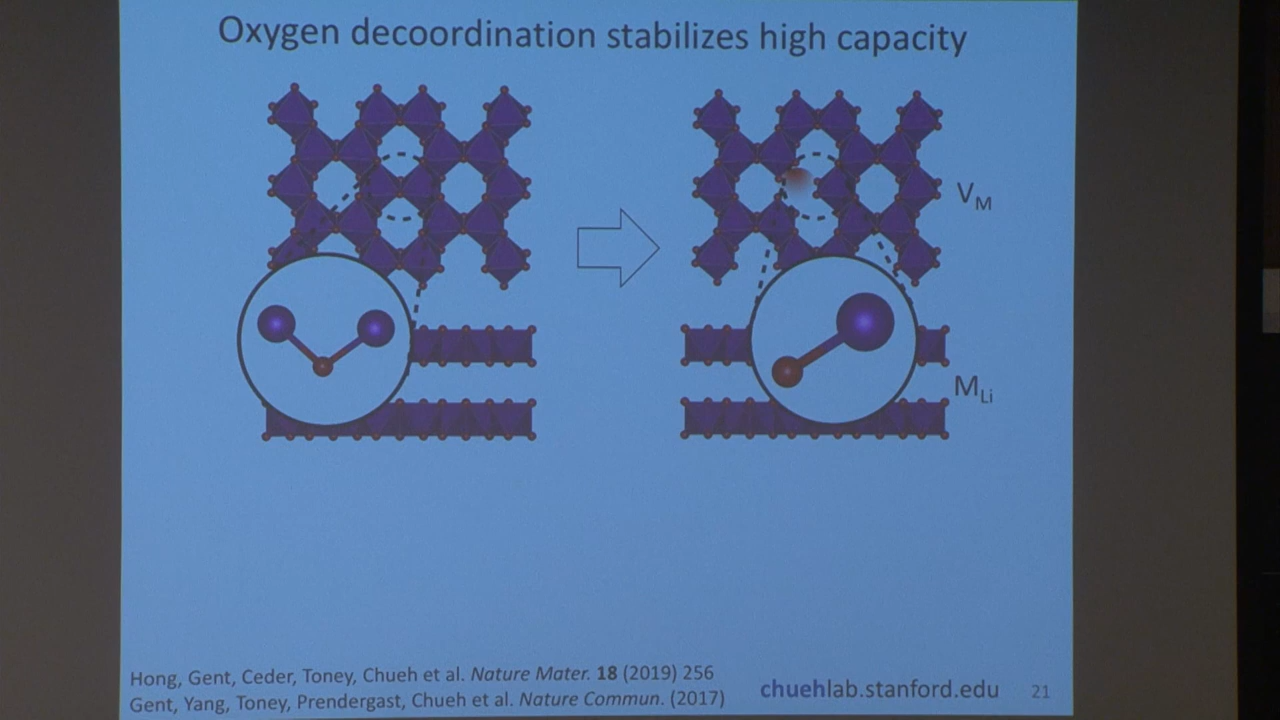 Oxygen decoordination stabilizes high capacity
V_M
M_Li
Hong, Gent, Ceder, Toney, Chueh et al. Nature Mater. 18 (2019) 256
Gent, Yang, Toney, Prendergast, Chueh et al. Nature Commun. (2017)
chuehlab.stanford.edu 21